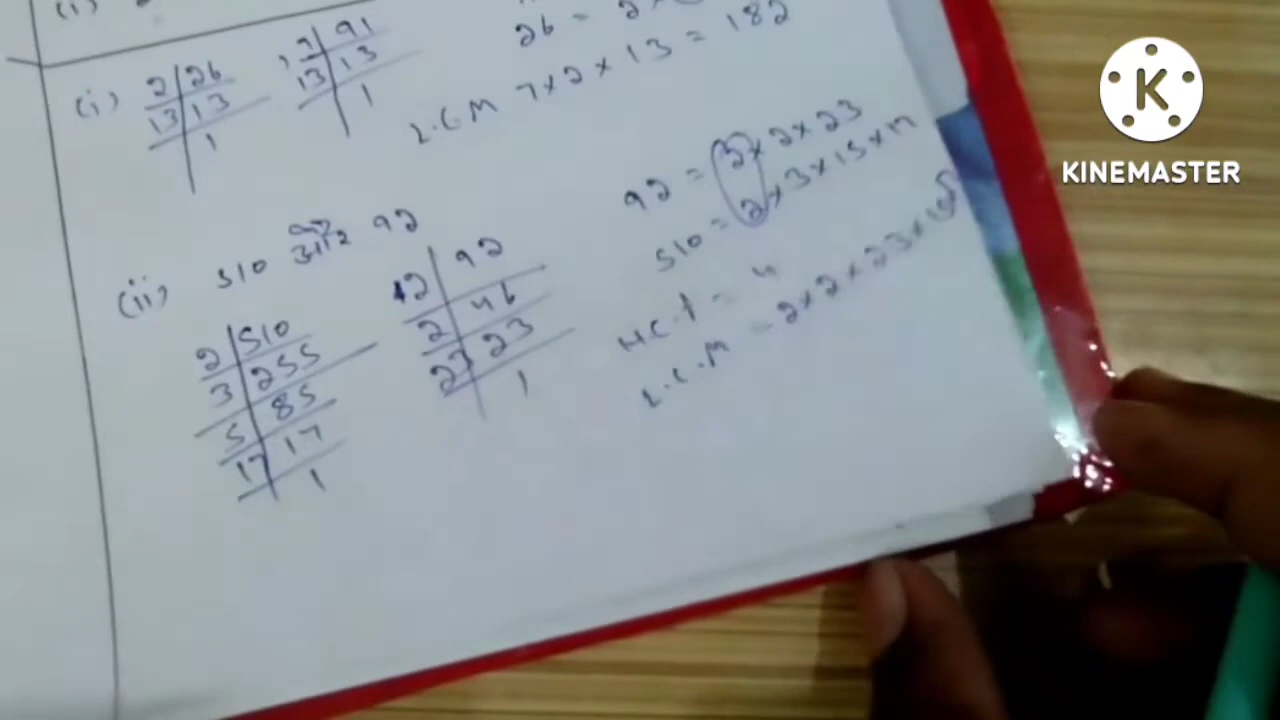 (i)
26 = 2 ×
(i) 2 | 26 , 7 | 91
13 | 13 13 | 13
1 1
L.C.M 7 × 2 × 13 = 182
(ii) 510 और 92
2 | 510
3 | 255
5 | 85
17 | 17
1
2 | 92
2 | 46
23 | 23
1
92 = 2 × 2 × 23
510 = 2 × 3 × 15 × 17
H.C.f = 4
L.C.M = 2 × 2 × 23 ×
K
KINEMASTER